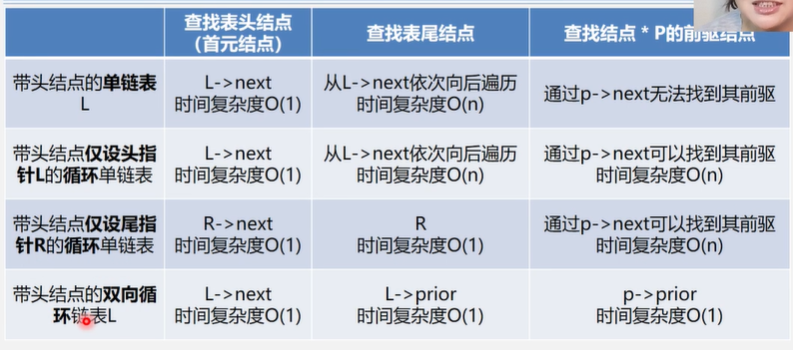 查找表头结点
（首元结点）
查找表尾结点
查找结点 * P的前驱结点
带头结点的单链表
L
L->next
时间复杂度O(1)
从L->next依次向后遍历
时间复杂度O(n)
通过p->next无法找到其前驱
带头结点仅设头指
针L的循环单链表
L->next
时间复杂度O(1)
从L->next依次向后遍历
时间复杂度O(n)
通过p->next可以找到其前驱
时间复杂度O(n)
带头结点仅设尾指
针R的循环单链表
R->next
时间复杂度O(1)
R
时间复杂度O(1)
通过p->next可以找到其前驱
时间复杂度O(n)
带头结点的双向循
环链表L
L->next
时间复杂度O(1)
L->prior
时间复杂度O(1)
p->prior
时间复杂度O(1)